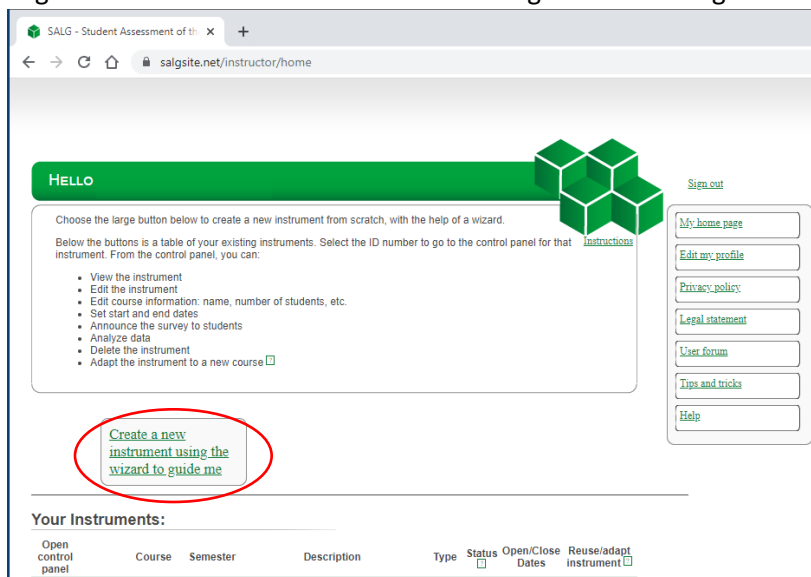 SALG - Student Assessment of th
salgsite.net/instructor/home
HELLO
Sign out
Choose the large button below to create a new instrument from scratch, with the help of a wizard.
Below the buttons is a table of your existing instruments. Select the ID number to go to the control panel for that
instrument. From the control panel, you can:
Instructions
View the instrument
Edit the instrument
Edit course information: name, number of students, etc.
Set start and end dates
Announce the survey to students
Analyze data
Delete the instrument
Adapt the instrument to a new course ?
My home page
Edit my profile
Privacy policy
Legal statement
User forum
Tips and tricks
Help
Create a new
instrument using the
wizard to guide me
Your Instruments:
Open control panel Course Semester Description Type Status ? Open/Close Dates Reuse/adapt instrument ?